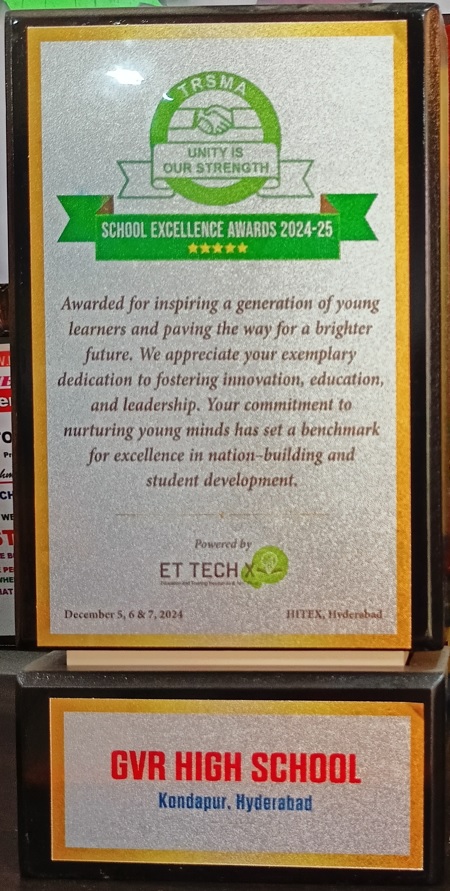 TRSMA
UNITY IS
OUR STRENGTH
SCHOOL EXCELLENCE AWARDS 2024-25
Awarded for inspiring a generation of young
learners and paving the way for a brighter
future. We appreciate your exemplary
dedication to fostering innovation, education,
and leadership. Your commitment to
nurturing young minds has set a benchmark
for excellence in nation-building and
student development.
Powered by
ET TECH X
December 5, 6 & 7, 2024
HITEX, Hyderabad
GVR HIGH SCHOOL
Kondapur, Hyderabad